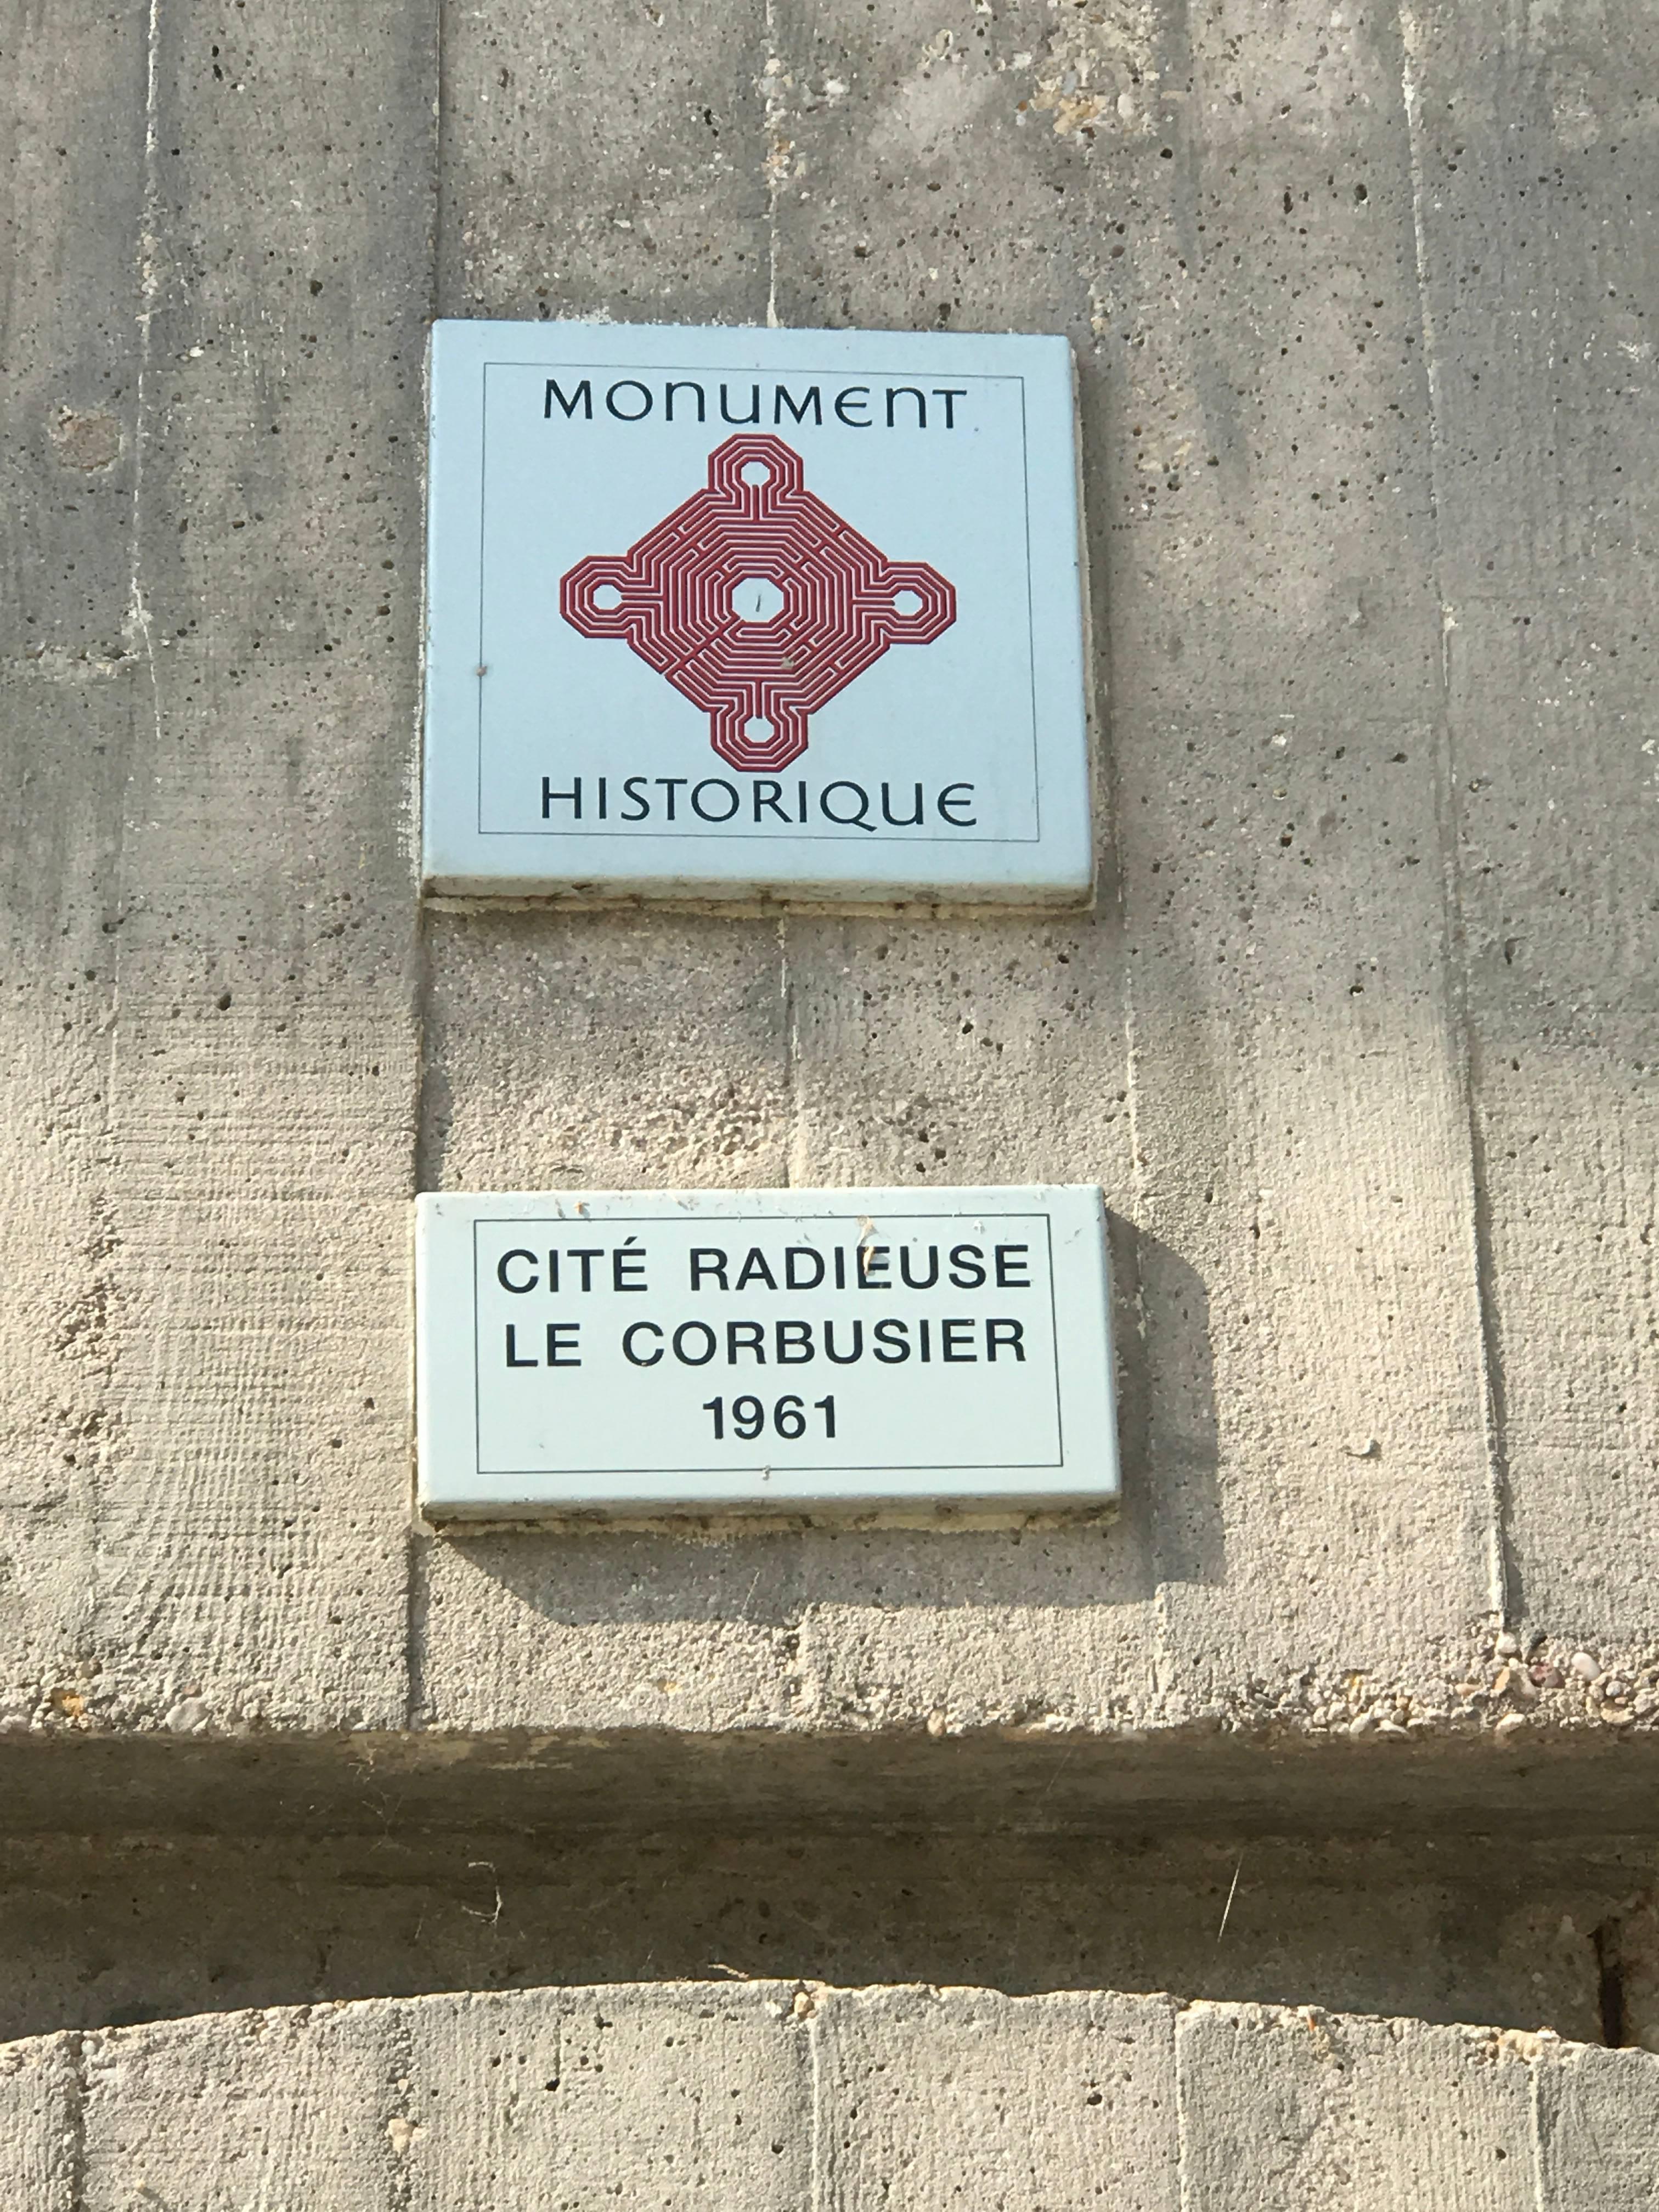 MONUMENT
HISTORIQUE
CITÉ RADIEUSE
LE CORBUSIER
1961